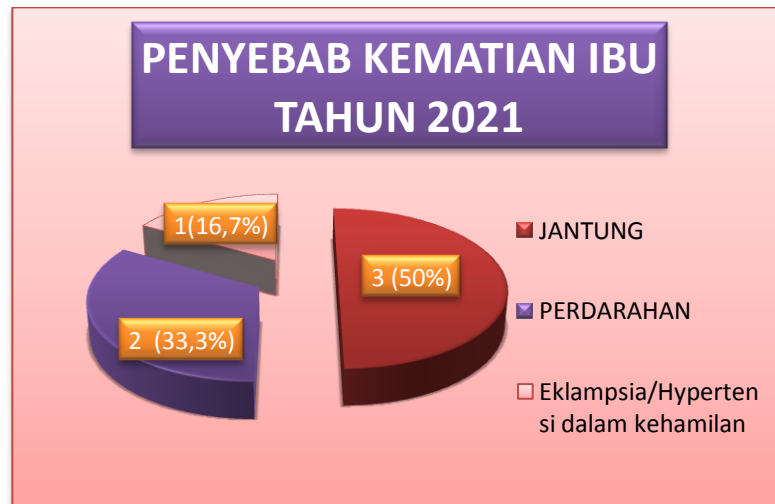 PENYEBAB KEMATIAN IBU
TAHUN 2021
1(16,7%)
3 (50%)
2 (33,3%)
JANTUNG
PERDARAHAN
Eklampsia/Hyperten
si dalam kehamilan